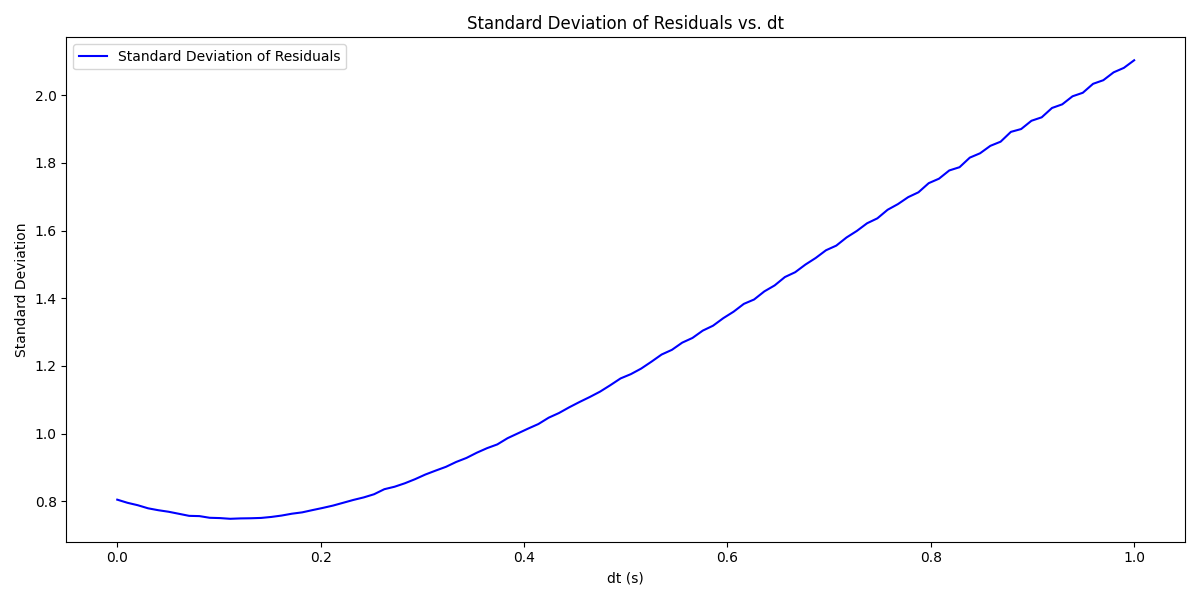 Standard Deviation of Residuals vs. dt
Standard Deviation of Residuals
Standard Deviation
2.0
1.8
1.6
1.4
1.2
1.0
0.8
0.0 0.2 0.4 0.6 0.8 1.0
dt (s)